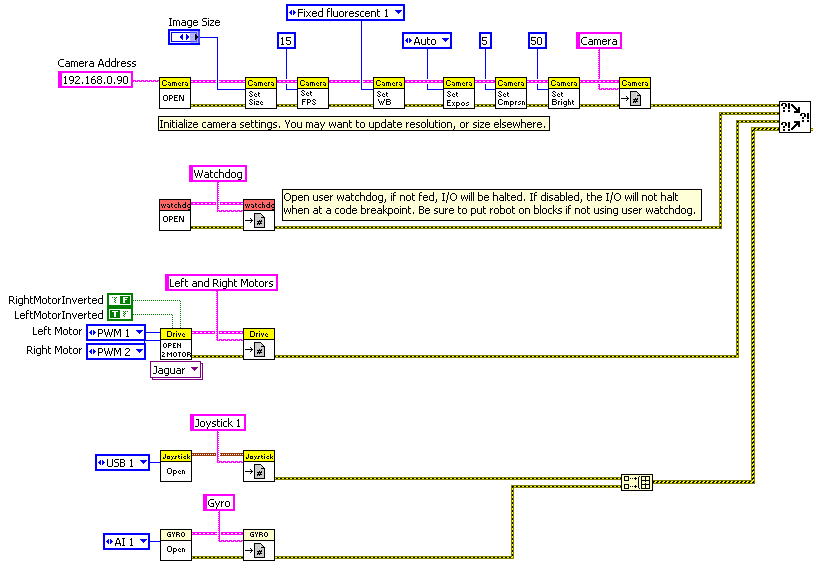 Image Size
Fixed fluorescent 1
15
Auto
5
50
Camera
Camera Address
192.168.0.90
Camera
OPEN
Camera
Set
Size
Camera
Set
FPS
Camera
Set
WB
Camera
Set
Expos
Camera
Set
Cmprsn
Camera
Set
Bright
Camera
#
?!
?!
?!
Initialize camera settings. You may want to update resolution, or size elsewhere.
Watchdog
Open user watchdog, if not fed, I/O will be halted. If disabled, the I/O will not halt
when at a code breakpoint. Be sure to put robot on blocks if not using user watchdog.
watchdo
OPEN
watchdo
#
Left and Right Motors
RightMotorInverted
F
LeftMotorInverted
T
Left Motor
PWM 1
Right Motor
PWM 2
Drive
OPEN
2 MOTOR
Drive
#
Jaguar
Joystick 1
USB 1
Joystick
Open
Joystick
#
Gyro
AI 1
GYRO
Open
GYRO
#